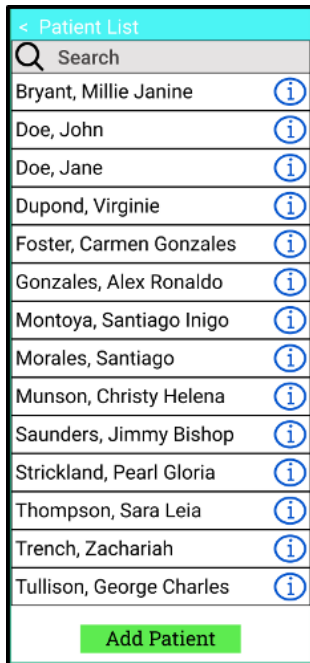 < Patient List
Search
Bryant, Millie Janine i
Doe, John i
Doe, Jane i
Dupond, Virginie i
Foster, Carmen Gonzales i
Gonzales, Alex Ronaldo i
Montoya, Santiago Inigo i
Morales, Santiago i
Munson, Christy Helena i
Saunders, Jimmy Bishop i
Strickland, Pearl Gloria i
Thompson, Sara Leia i
Trench, Zachariah i
Tullison, George Charles i
Add Patient